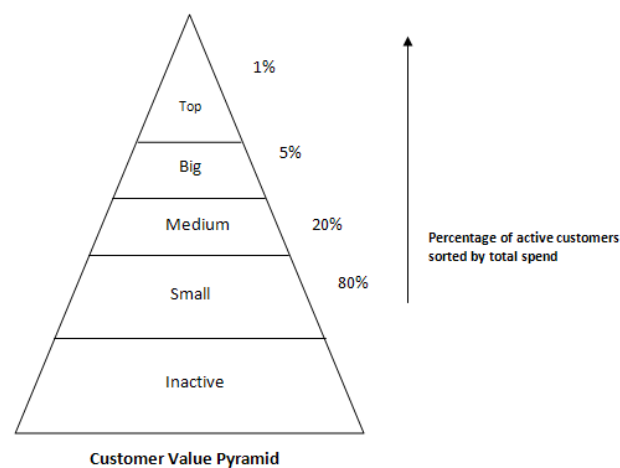 1%
Top
5%
Big
Medium
20%
Percentage of active customers
sorted by total spend
80%
Small
Inactive
Customer Value Pyramid